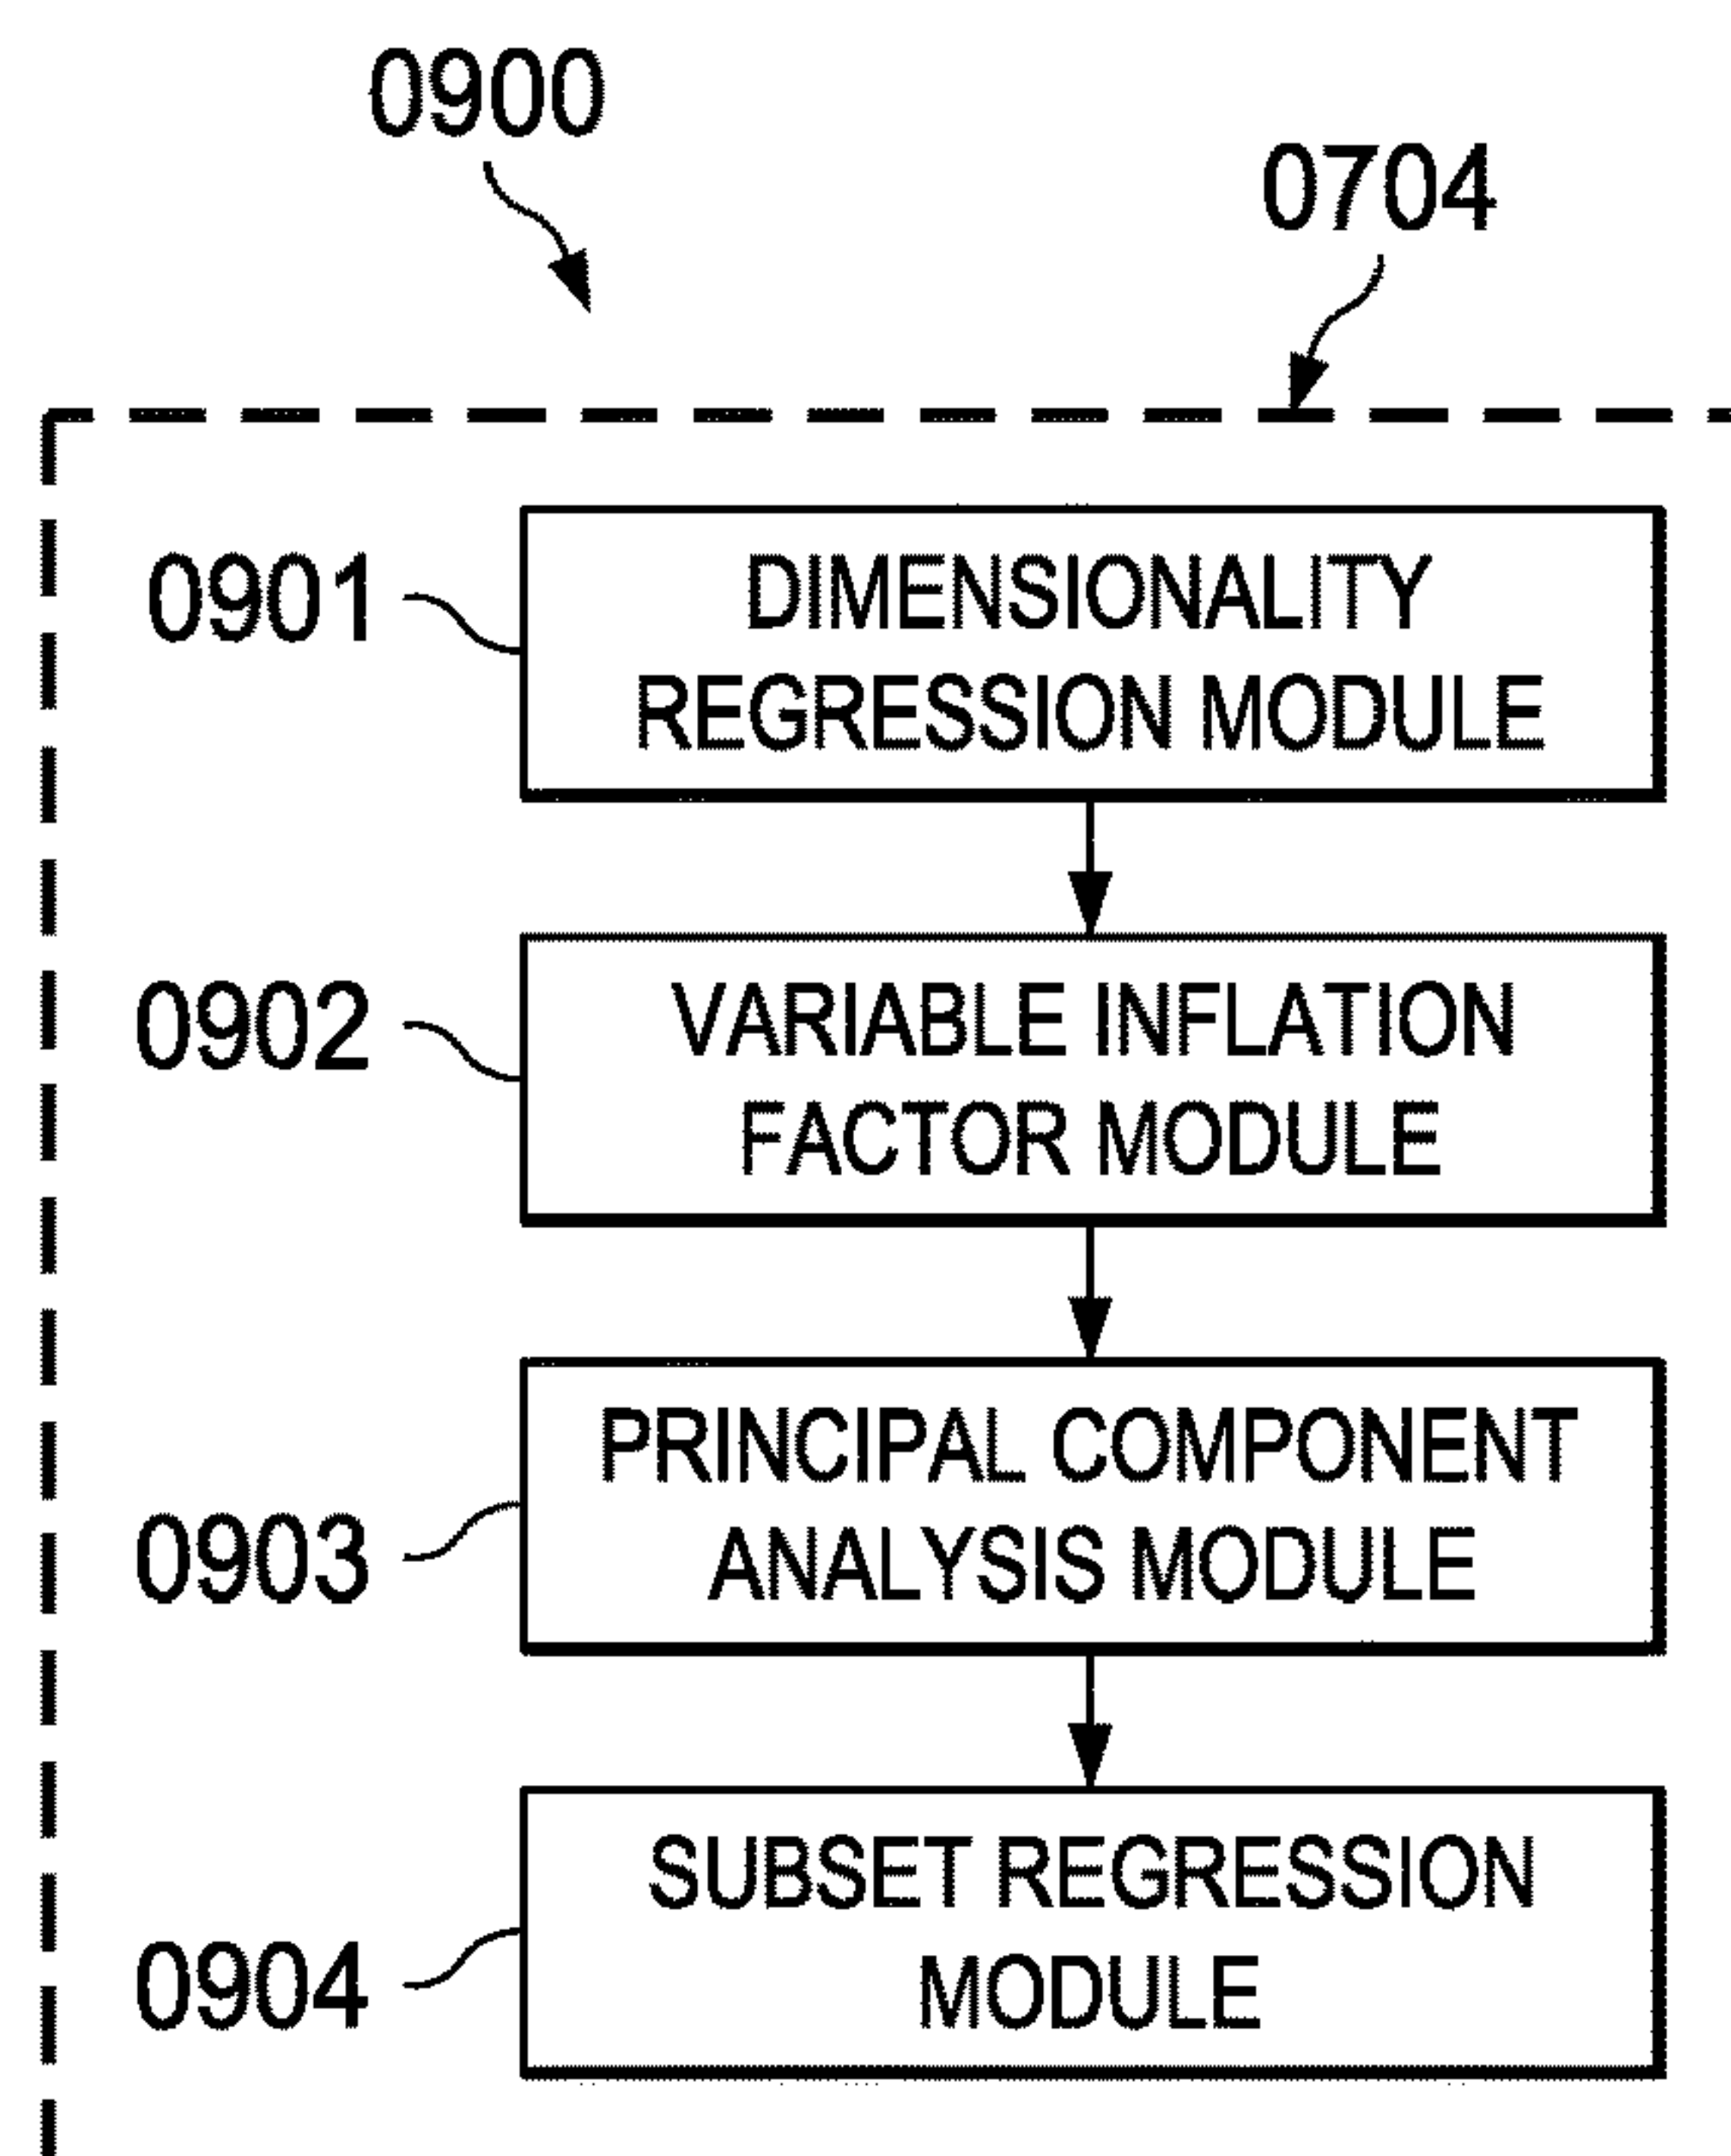 0900
0704
0901
DIMENSIONALITY
REGRESSION MODULE
0902
VARIABLE INFLATION
FACTOR MODULE
PRINCIPAL COMPONENT
0903
ANALYSIS MODULE
SUBSET REGRESSION
0904
MODULE